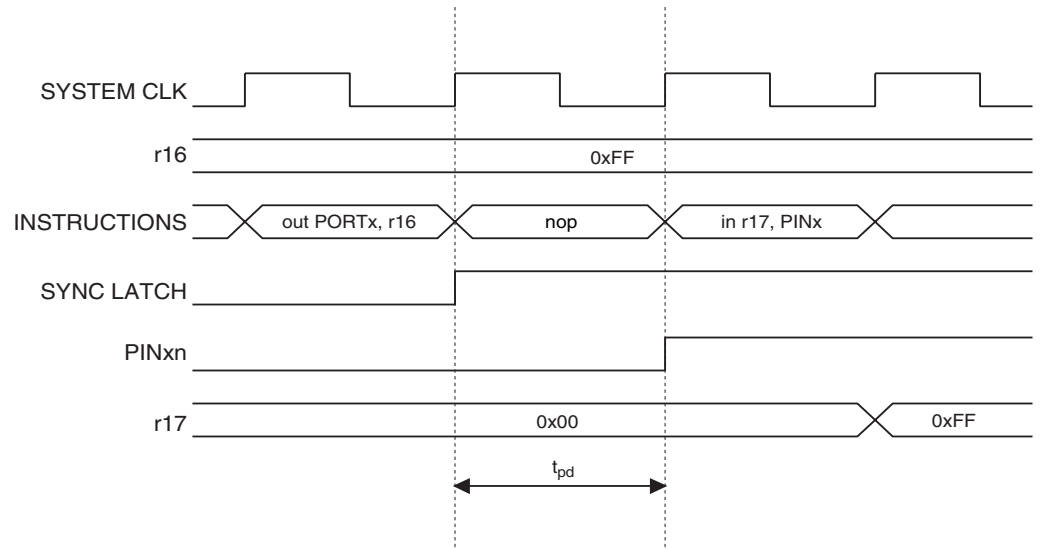 SYSTEM CLK
r16
0xFF
INSTRUCTIONS
out PORTx, r16
nop
in r17, PINx
SYNC LATCH
PINxn
r17
0x00
0xFF
tpd